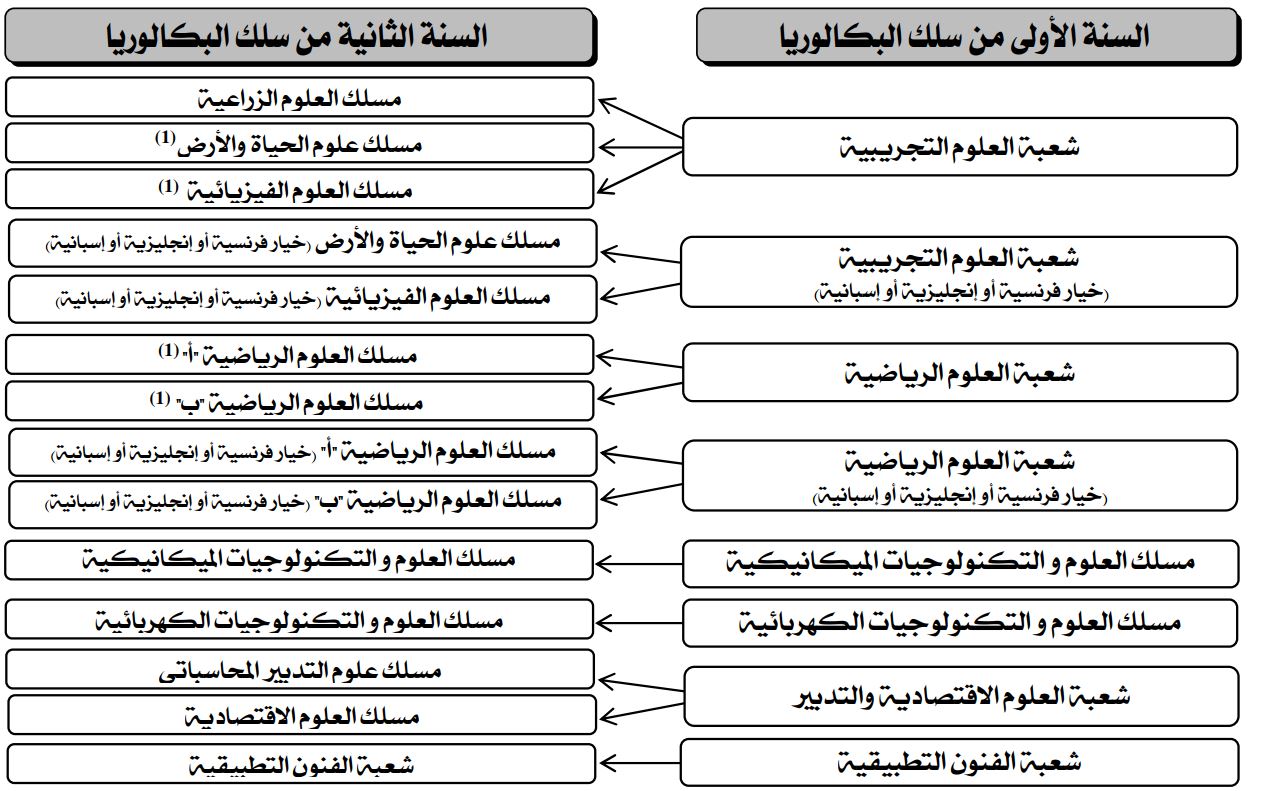 السنة الأولى من سلك البكالوريا
السنة الثانية من سلك البكالوريا
شعبة العلوم التجريبية
مسلك العلوم الزراعية
مسلك علوم الحياة والأرض (1)
مسلك العلوم الفيزيائية (1)
شعبة العلوم التجريبية
(خيار فرنسية أو إنجليزية أو إسبانية)
مسلك علوم الحياة والأرض (خيار فرنسية أو إنجليزية أو إسبانية)
مسلك العلوم الفيزيائية (خيار فرنسية أو إنجليزية أو إسبانية)
شعبة العلوم الرياضية
مسلك العلوم الرياضية "أ" (1)
مسلك العلوم الرياضية "ب" (1)
شعبة العلوم الرياضية
(خيار فرنسية أو إنجليزية أو إسبانية)
مسلك العلوم الرياضية "أ" (خيار فرنسية أو إنجليزية أو إسبانية)
مسلك العلوم الرياضية "ب" (خيار فرنسية أو إنجليزية أو إسبانية)
مسلك العلوم و التكنولوجيات الميكانيكية
مسلك العلوم و التكنولوجيات الميكانيكية
مسلك العلوم و التكنولوجيات الكهربائية
مسلك العلوم و التكنولوجيات الكهربائية
شعبة العلوم الاقتصادية والتدبير
مسلك علوم التدبير المحاسباتي
مسلك العلوم الاقتصادية
شعبة الفنون التطبيقية
شعبة الفنون التطبيقية